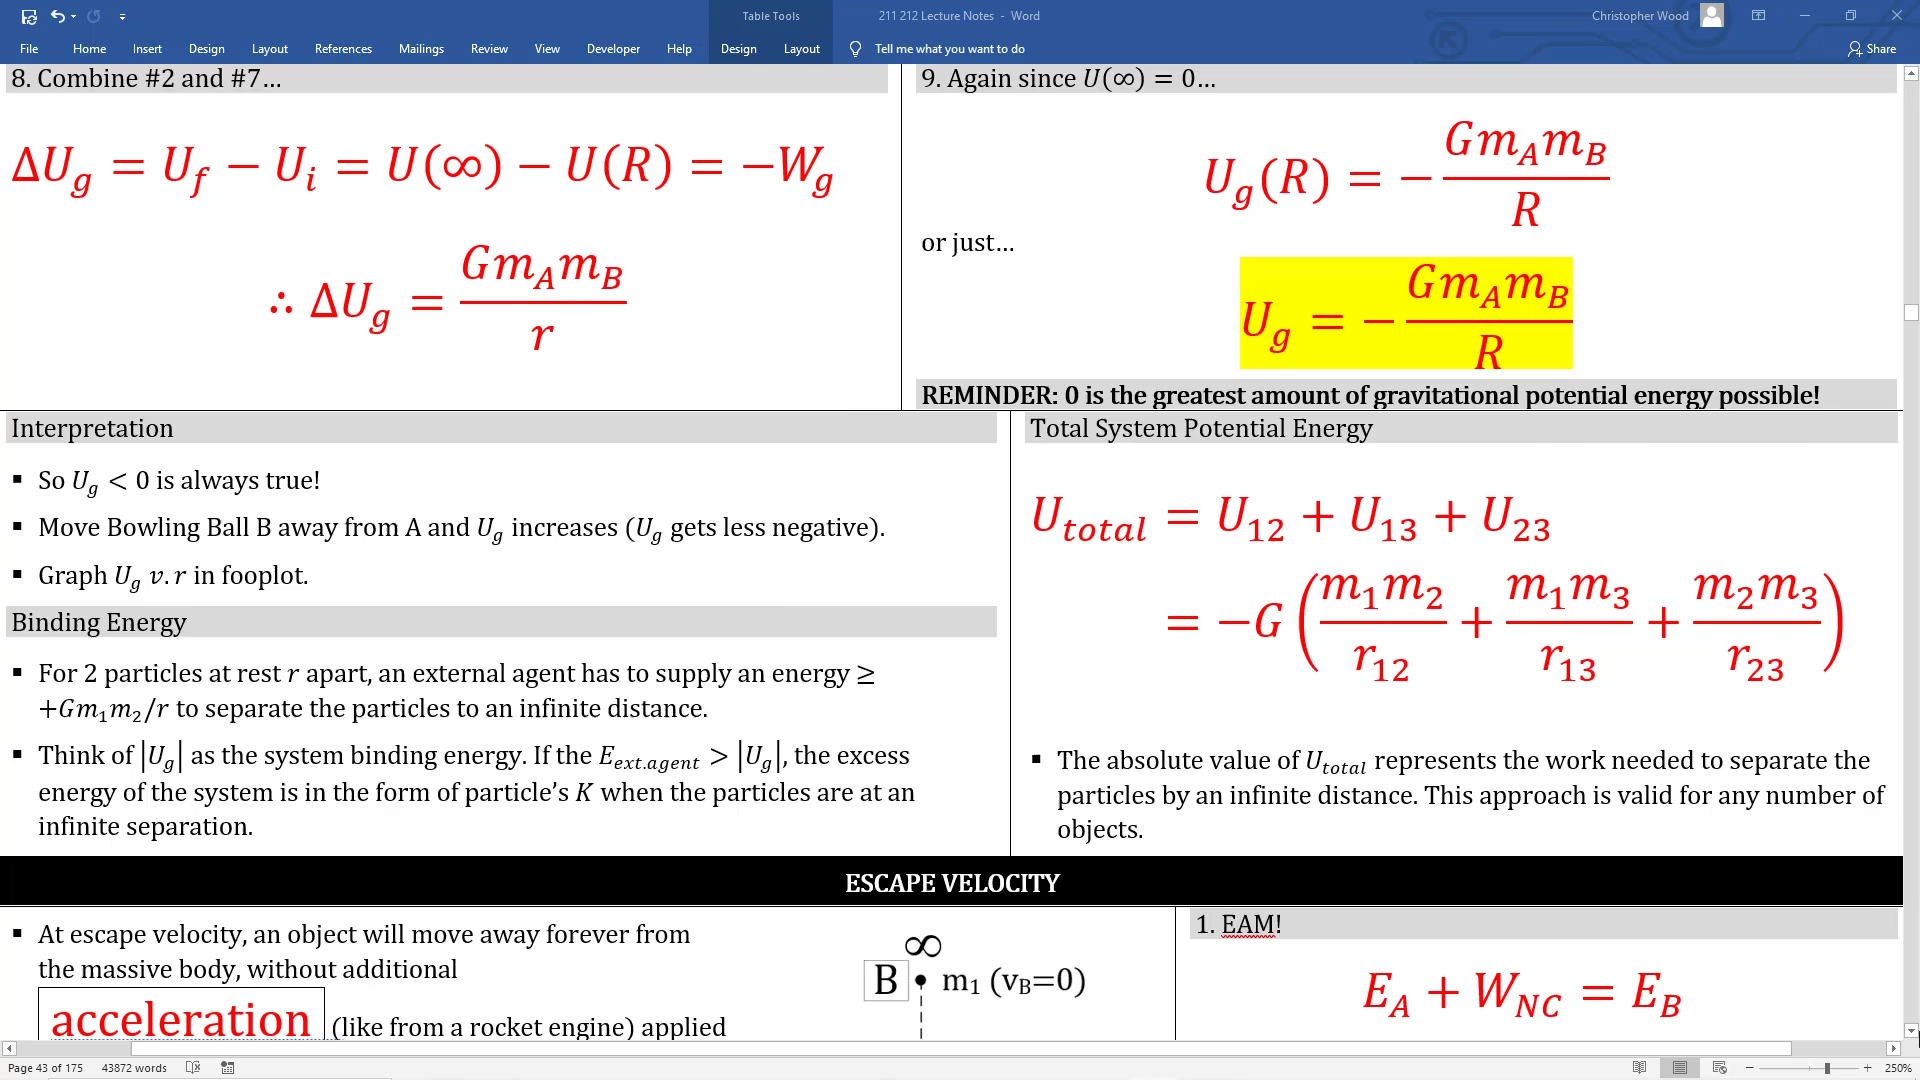 Table Tools
211 212 Lecture Notes - Word
Christopher Wood
File Home Insert Design Layout References Mailings Review View Developer Help Design Layout Tell me what you want to do Share
8. Combine #2 and #7…
ΔU_g = U_f − U_i = U(∞) − U(R) = −W_g
∴ ΔU_g = Gm_Am_B / r
9. Again since U(∞) = 0…
U_g(R) = − Gm_Am_B / R
or just…
U_g = − Gm_Am_B / R
REMINDER: 0 is the greatest amount of gravitational potential energy possible!
Interpretation
▪ So U_g < 0 is always true!
▪ Move Bowling Ball B away from A and U_g increases (U_g gets less negative).
▪ Graph U_g v. r in fooplot.
Binding Energy
▪ For 2 particles at rest r apart, an external agent has to supply an energy ≥
+Gm₁m₂/r to separate the particles to an infinite distance.
▪ Think of |U_g| as the system binding energy. If the E_ext.agent > |U_g|, the excess
energy of the system is in the form of particle's K when the particles are at an
infinite separation.
Total System Potential Energy
U_total = U₁₂ + U₁₃ + U₂₃
= −G (m₁m₂ / r₁₂ + m₁m₃ / r₁₃ + m₂m₃ / r₂₃)
▪ The absolute value of U_total represents the work needed to separate the
particles by an infinite distance. This approach is valid for any number of
objects.
ESCAPE VELOCITY
▪ At escape velocity, an object will move away forever from
the massive body, without additional
acceleration (like from a rocket engine) applied
∞
B m₁ (v_B=0)
1. EAM!
E_A + W_NC = E_B
Page 43 of 175 43872 words 250%